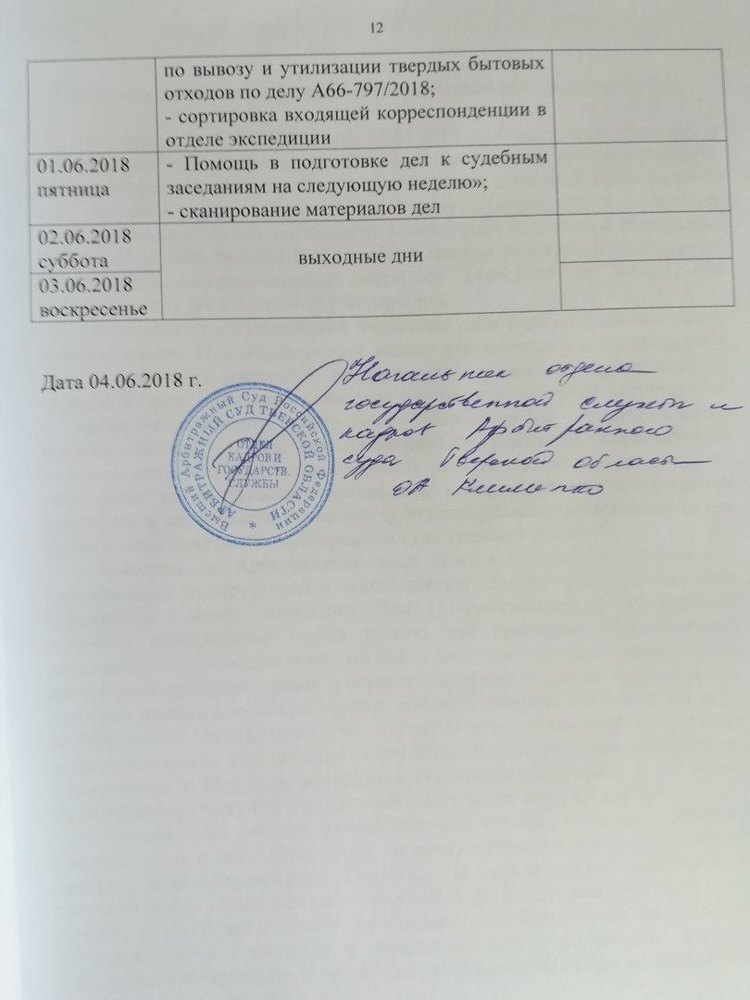 12
по вывозу и утилизации твердых бытовых
отходов по делу А66-797/2018;
- сортировка входящей корреспонденции в
отделе экспедиции
01.06.2018
пятница
- Помощь в подготовке дел к судебным
заседаниям на следующую неделю»;
- сканирование материалов дел
02.06.2018
суббота
выходные дни
03.06.2018
воскресенье
Дата 04.06.2018 г.
Начальник отдела
государственной службы и
кадров Арбитражного
суда Тверской области
Высший Арбитражный Суд Российской Федерации
АРБИТРАЖНЫЙ СУД ТВЕРСКОЙ ОБЛАСТИ
ОТДЕЛ
КАДРОВ И
ГОСУДАРСТВ.
СЛУЖБЫ